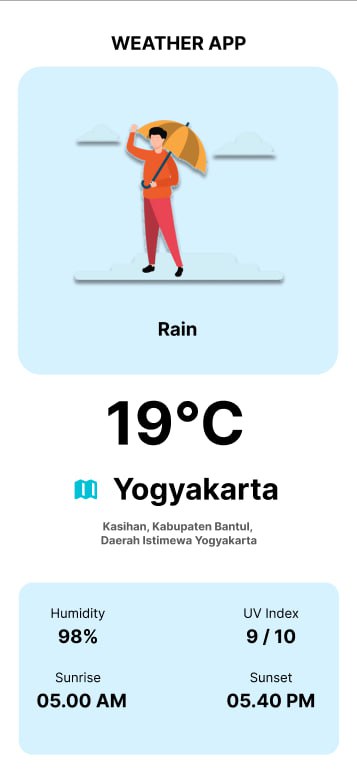 WEATHER APP
Rain
19°C
Yogyakarta
Kasihan, Kabupaten Bantul,
Daerah Istimewa Yogyakarta
Humidity
98%
UV Index
9 / 10
Sunrise
05.00 AM
Sunset
05.40 PM